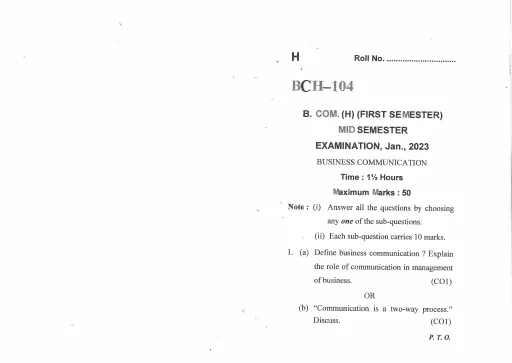 H Roll No. ................................
BCH–104
B. COM. (H) (FIRST SEMESTER)
MID SEMESTER
EXAMINATION, Jan., 2023
BUSINESS COMMUNICATION
Time : 1½ Hours
Maximum Marks : 50
Note : (i) Answer all the questions by choosing
any one of the sub-questions.
(ii) Each sub-question carries 10 marks.
1. (a) Define business communication ? Explain
the role of communication in management
of business. (CO1)
OR
(b) “Communication is a two-way process.”
Discuss. (CO1)
P. T. O.